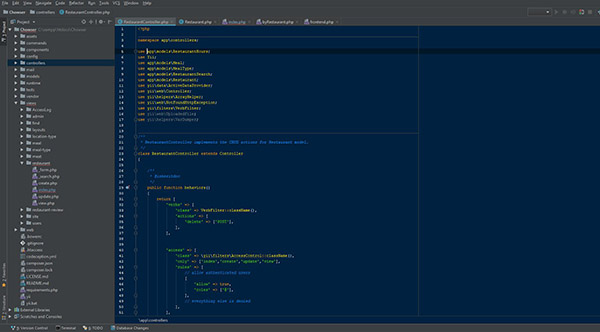 File Edit View Navigate Code Refactor Run Tools VCS Window Help
controllers RestaurantController.php
Project
RestaurantController.php Restaurant.php index.php ByRestaurant.php frontend.php
Chowser
assets
commands
components
config
controllers
mail
models
runtime
tests
vendor
views
AccessLog
admin
layouts
location-type
meal
meal-type
restaurant
_form.php
_search.php
create.php
index.php
update.php
view.php
restaurant-review
site
web
.bowerrc
.gitignore
codeception.yml
composer.json
composer.lock
LICENSE.md
README.md
requirements.php
yii
yii.bat
External Libraries
Scratches and Consoles
<?php
namespace app\controllers;
use app\models\RestaurantHours;
use Yii;
use app\models\Meal;
use app\models\MealType;
use app\models\RestaurantSearch;
use app\models\Restaurant;
use yii\data\ActiveDataProvider;
use yii\web\Controller;
use yii\helpers\ArrayHelper;
use yii\web\NotFoundHttpException;
use yii\filters\VerbFilter;
use yii\web\UploadedFile;
use yii\helpers\VarDumper;
/**
* RestaurantController implements the CRUD actions for Restaurant model.
*/
class RestaurantController extends Controller
{
/**
* @inheritdoc
*/
public function behaviors()
{
return [
'verbs' => [
'class' => VerbFilter::className(),
'actions' => [
'delete' => ['POST'],
],
],
'access' => [
'class' => \yii\filters\AccessControl::className(),
'only' => ['index','create','update','view'],
'rules' => [
// allow authenticated users
[
'allow' => true,
'roles' => ['@'],
],
// everything else is denied
],
],
\app\controllers
Version Control Terminal TODO Database Changes